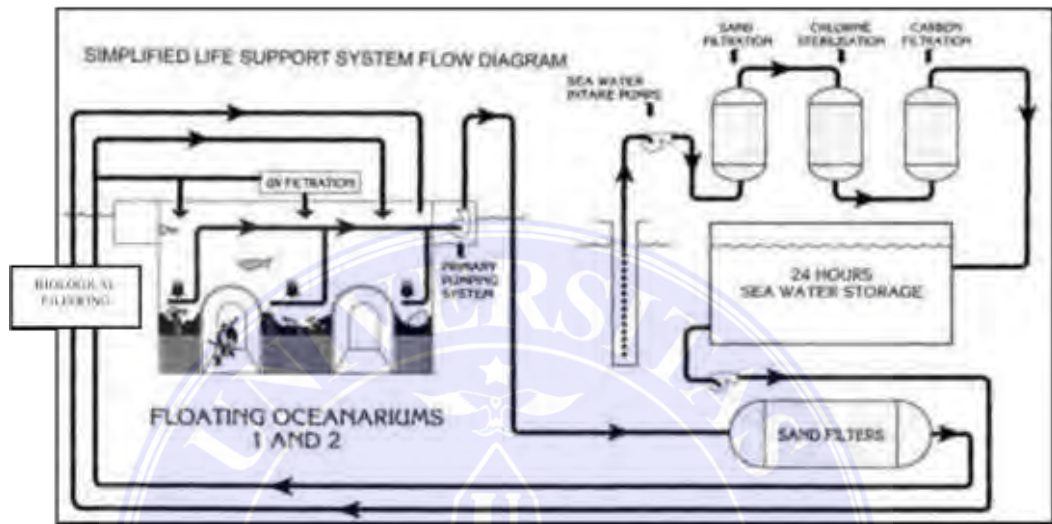 SIMPLIFIED LIFE SUPPORT SYSTEM FLOW DIAGRAM
SAND
FILTRATION
CHLORINE
STERILISATION
CARBON
FILTRATION
SEA WATER
INTAKE PUMPS
UV FILTRATION
BIOLOGICAL
FILTERING
PRIMARY
PUMPING
SYSTEM
24 HOURS
SEA WATER STORAGE
FLOATING OCEANARIUMS
1 AND 2
SAND FILTERS
UNIVERSITAS